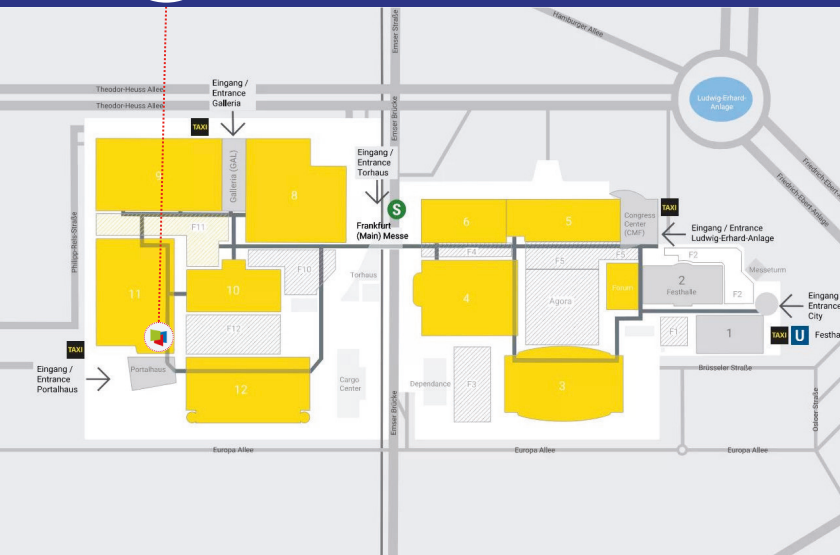 Emser Straße
Hamburger Allee
Theodor-Heuss Allee
Theodor-Heuss Allee
Eingang /
Entrance
Galleria
TAXI
Emser Brücke
Ludwig-Erhard-
Anlage
Friedrich-Ebert-Anlage
Eingang /
Entrance
Torhaus
9
Galleria (GAL)
8
S
Frankfurt
(Main) Messe
6
5
Congress
Center
(CMF)
TAXI
Eingang / Entrance
Ludwig-Erhard-Anlage
Philipp-Reis-Straße
F11
F10
Torhaus
F4
F5
F5
F2
Messeturm
11
10
4
Agora
Forum
2
Festhalle
F2
Eingang
Entrance
City
F12
F1
1
TAXI
U
Festha
TAXI
Eingang /
Entrance
Portalhaus
Portalhaus
12
Cargo
Center
Dependance
F3
3
Brüsseler Straße
Emser Brücke
Osloer Straße
Europa Allee
Europa Allee
Europa Allee